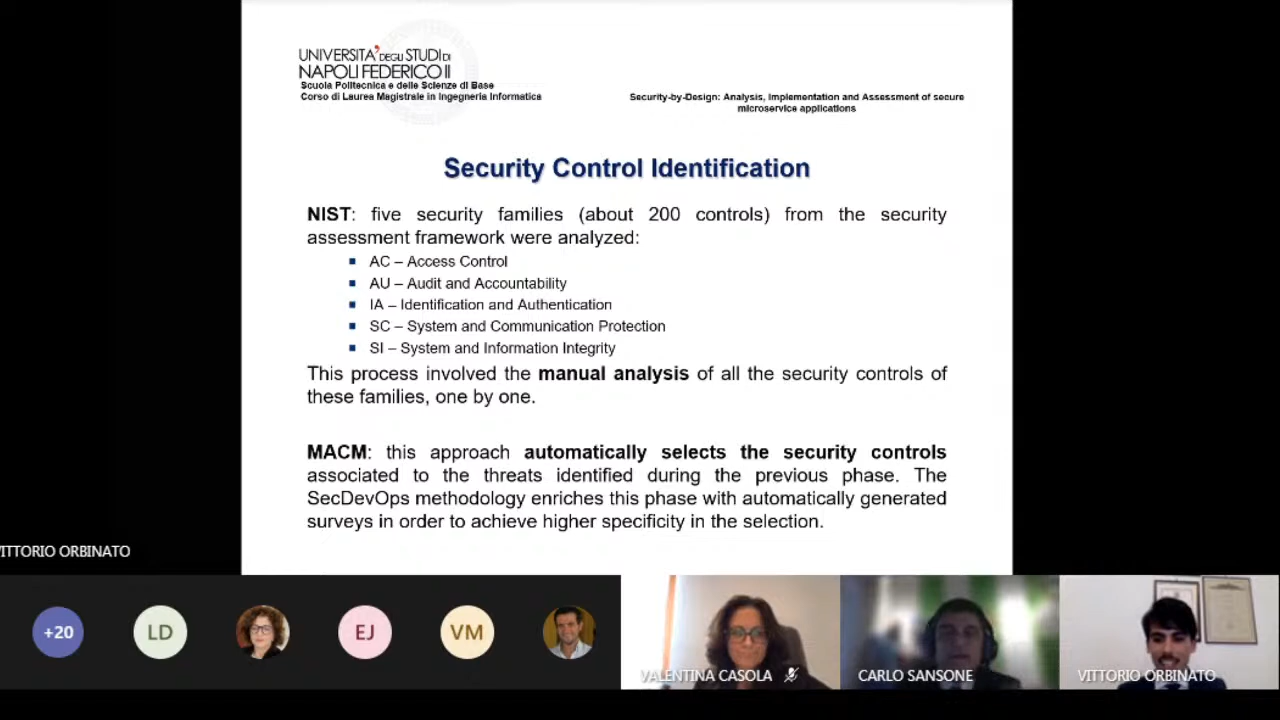 UNIVERSITA' DEGLI STUDI DI
NAPOLI FEDERICO II
Scuola Politecnica e delle Scienze di Base
Corso di Laurea Magistrale in Ingegneria Informatica
Security-by-Design: Analysis, Implementation and Assessment of secure
microservice applications
Security Control Identification
NIST: five security families (about 200 controls) from the security
assessment framework were analyzed:
AC – Access Control
AU – Audit and Accountability
IA – Identification and Authentication
SC – System and Communication Protection
SI – System and Information Integrity
This process involved the manual analysis of all the security controls of
these families, one by one.
MACM: this approach automatically selects the security controls
associated to the threats identified during the previous phase. The
SecDevOps methodology enriches this phase with automatically generated
surveys in order to achieve higher specificity in the selection.
ITTORIO ORBINATO
+20
LD
EJ
VM
VALENTINA CASOLA
CARLO SANSONE
VITTORIO ORBINATO